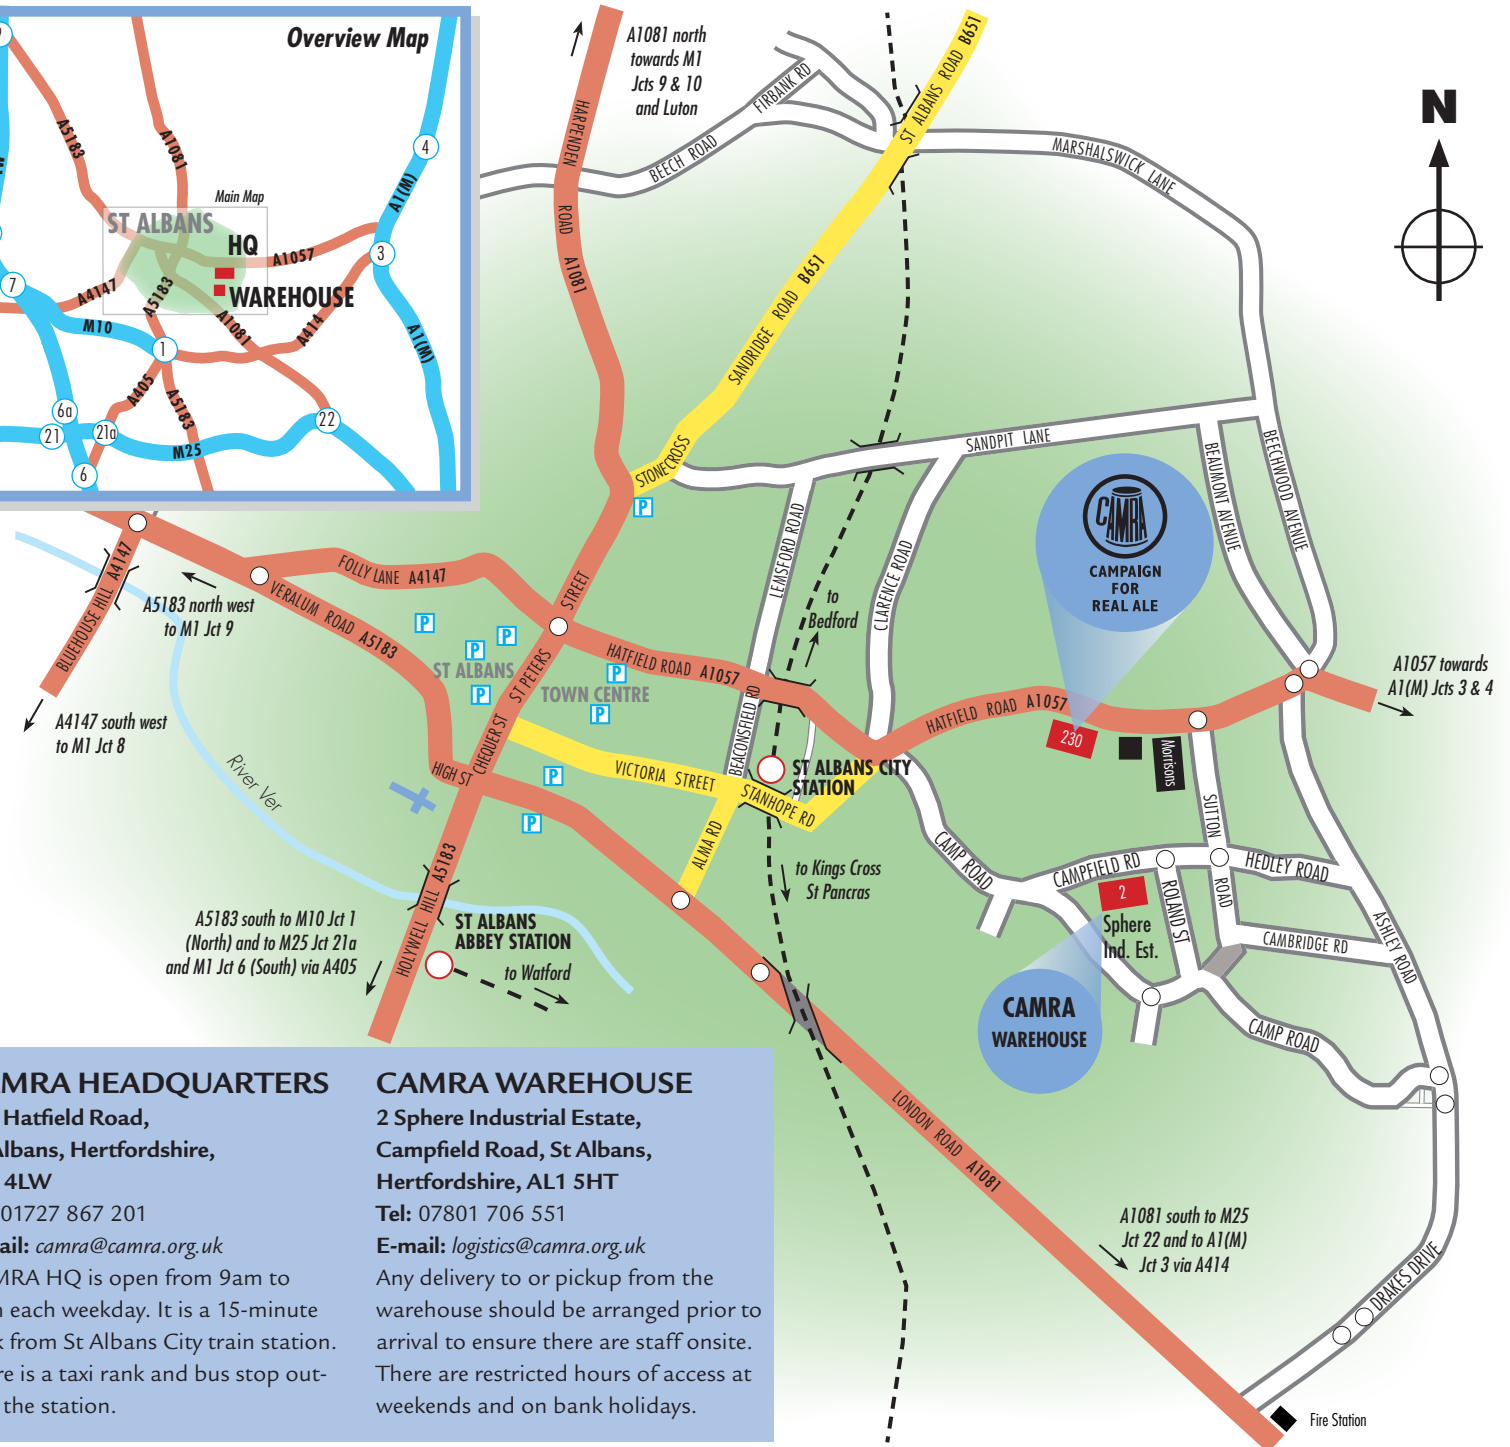 Overview Map
A5183
A1081
A1(M)
4
Main Map
ST ALBANS
HQ
A1057
3
7
A4147
A5183
WAREHOUSE
M10
A1081
A414
A1(M)
1
A405
A5183
6a
21
21a
22
M25
6
A1081 north
towards M1
Jcts 9 & 10
and Luton
HARPENDEN
ROAD
A1081
BEECH ROAD
FIRBANK RD
ST ALBANS ROAD B651
MARSHALSWICK LANE
N
SANDRIDGE ROAD B651
STONECROSS
P
SANDPIT LANE
BEAUMONT AVENUE
BEECHWOOD AVENUE
LEMSFORD ROAD
CLARENCE ROAD
CAMRA
CAMPAIGN
FOR
REAL ALE
BLUEHOUSE HILL A4147
FOLLY LANE A4147
VERALUM ROAD A5183
A5183 north west
to M1 Jct 9
A4147 south west
to M1 Jct 8
River Ver
P
P
P
P
P
P
ST ALBANS
TOWN CENTRE
ST PETERS
STREET
HATFIELD ROAD A1057
to
Bedford
HATFIELD ROAD A1057
230
Morrisons
A1057 towards
A1(M) Jcts 3 & 4
HIGH ST
CHEQUER ST
P
P
VICTORIA STREET
BEACONSFIELD RD
STANHOPE RD
ST ALBANS CITY
STATION
ALMA RD
to Kings Cross
St Pancras
CAMP ROAD
CAMPFIELD RD
SUTTON
ROAD
HEDLEY ROAD
ROLAND ST
2
Sphere
Ind. Est.
CAMBRIDGE RD
ASHLEY ROAD
CAMRA
WAREHOUSE
CAMP ROAD
HOLYWELL HILL A5183
A5183 south to M10 Jct 1
(North) and to M25 Jct 21a
and M1 Jct 6 (South) via A405
ST ALBANS
ABBEY STATION
to Watford
LONDON ROAD A1081
A1081 south to M25
Jct 22 and to A1(M)
Jct 3 via A414
DRAKES DRIVE
Fire Station
MRA HEADQUARTERS
Hatfield Road,
lbans, Hertfordshire,
4LW
01727 867 201
ail: camra@camra.org.uk
MRA HQ is open from 9am to
each weekday. It is a 15-minute
k from St Albans City train station.
re is a taxi rank and bus stop out-
the station.
CAMRA WAREHOUSE
2 Sphere Industrial Estate,
Campfield Road, St Albans,
Hertfordshire, AL1 5HT
Tel: 07801 706 551
E-mail: logistics@camra.org.uk
Any delivery to or pickup from the
warehouse should be arranged prior to
arrival to ensure there are staff onsite.
There are restricted hours of access at
weekends and on bank holidays.